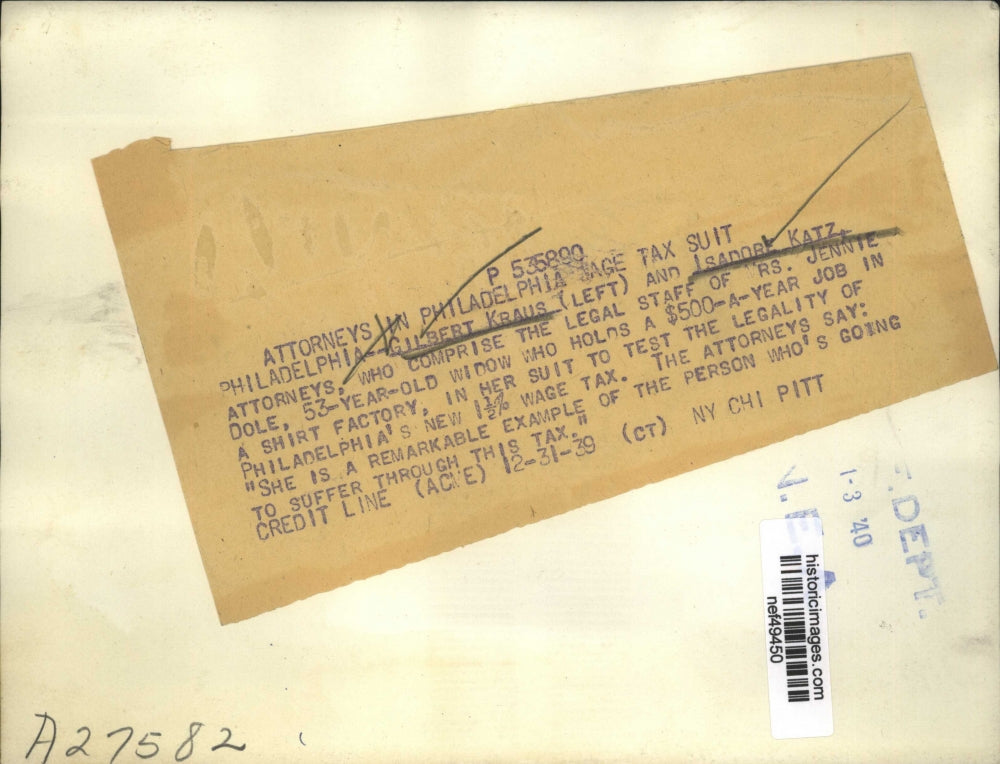 P 535890
ATTORNEYS IN PHILADELPHIA WAGE TAX SUIT
PHILADELPHIA--GILBERT KRAUS (LEFT) AND ISADORE KATZ,
ATTORNEYS, WHO COMPRISE THE LEGAL STAFF OF MRS. JENNIE
DOLE, 53-YEAR-OLD WIDOW WHO HOLDS A $500-A-YEAR JOB IN
A SHIRT FACTORY, IN HER SUIT TO TEST THE LEGALITY OF
PHILADELPHIA'S NEW 1½% WAGE TAX. THE ATTORNEYS SAY:
"SHE IS A REMARKABLE EXAMPLE OF THE PERSON WHO'S GOING
TO SUFFER THROUGH THIS TAX."
CREDIT LINE (ACME) 12-31-39 (CT) NY CHI PITT
N.E.A.
1-3 '40
DEPT.
historicimages.com
nef49450
A27582